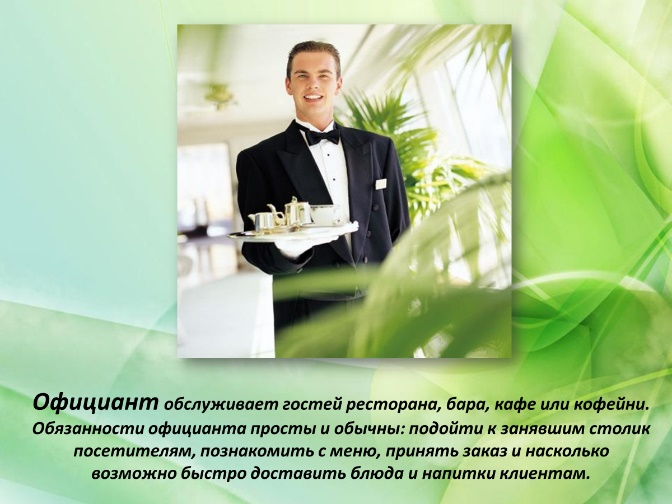 Официант обслуживает гостей ресторана, бара, кафе или кофейни.
Обязанности официанта просты и обычны: подойти к занявшим столик
посетителям, познакомить с меню, принять заказ и насколько
возможно быстро доставить блюда и напитки клиентам.